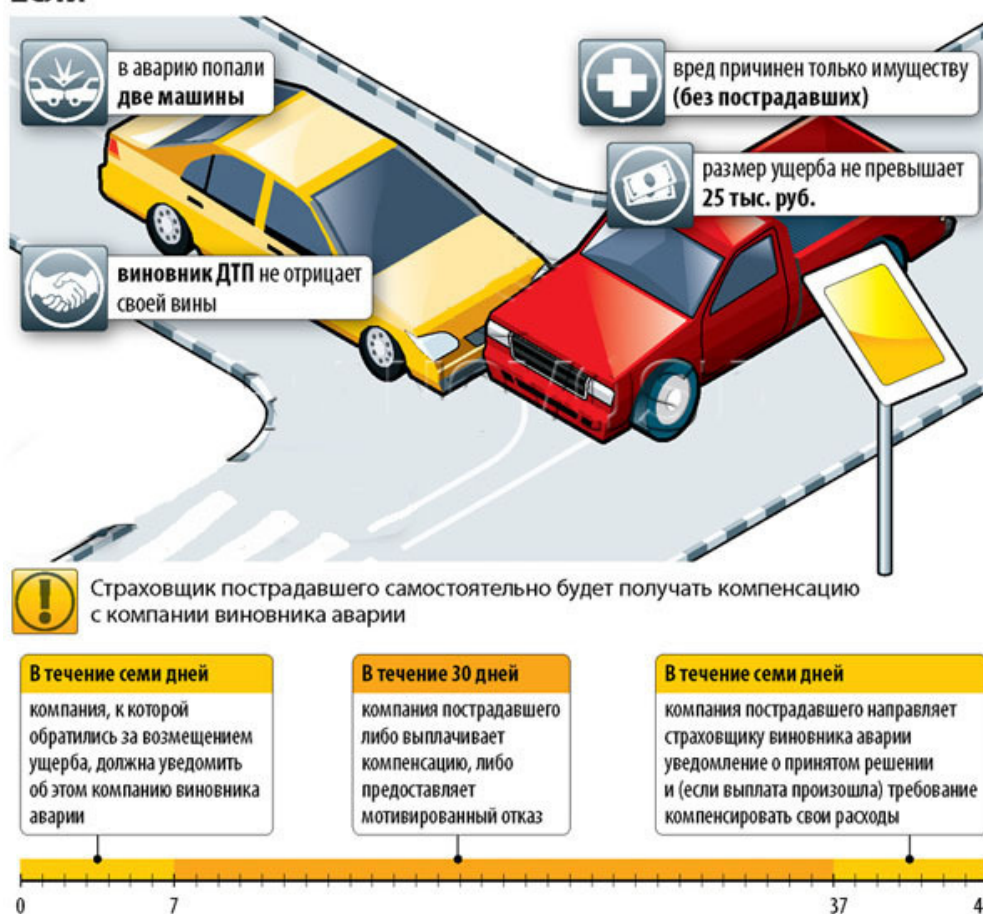 в аварию попали
две машины
вред причинен только имуществу
(без пострадавших)
размер ущерба не превышает
25 тыс. руб.
виновник ДТП не отрицает
своей вины
Страховщик пострадавшего самостоятельно будет получать компенсацию
с компании виновника аварии
В течение семи дней
компания, к которой
обратились за возмещением
ущерба, должна уведомить
об этом компанию виновника
аварии
В течение 30 дней
компания пострадавшего
либо выплачивает
компенсацию, либо
предоставляет
мотивированный отказ
В течение семи дней
компания пострадавшего направляет
страховщику виновника аварии
уведомление о принятом решении
и (если выплата произошла) требование
компенсировать свои расходы
0 7 37